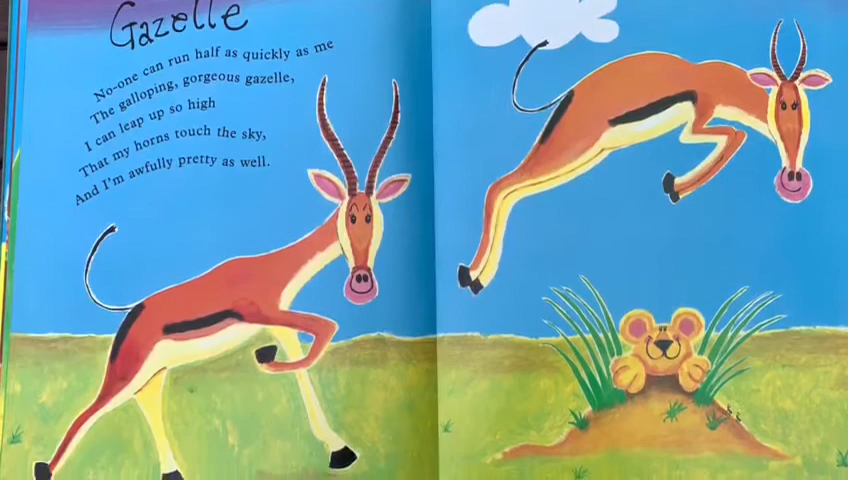 Gazelle
No-one can run half as quickly as me
The galloping, gorgeous gazelle,
I can leap up so high
That my horns touch the sky,
And I'm awfully pretty as well.